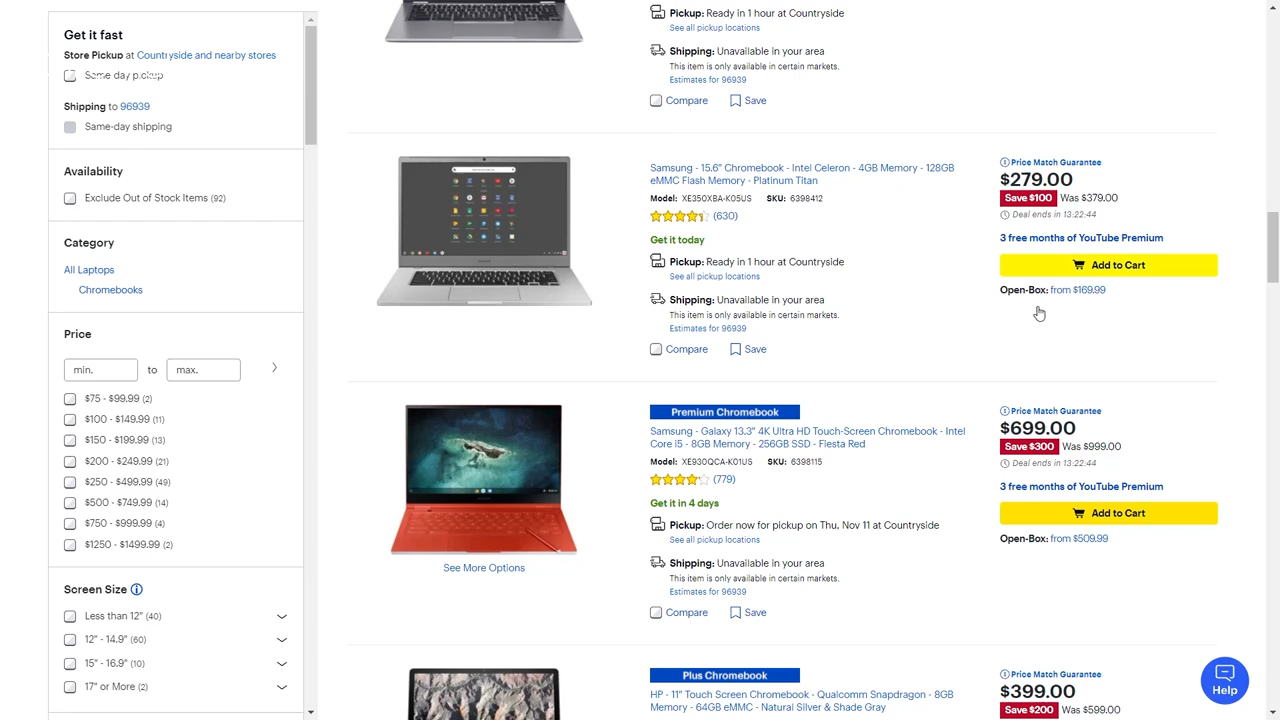 Get it fast
Store Pickup at Countryside and nearby stores
Same day pickup
Shipping to 96939
Same-day shipping
Availability
Exclude Out of Stock Items (92)
Category
All Laptops
Chromebooks
Price
min. to max.
$75 - $99.99 (2)
$100 - $149.99 (11)
$150 - $199.99 (13)
$200 - $249.99 (21)
$250 - $499.99 (49)
$500 - $749.99 (14)
$750 - $999.99 (4)
$1250 - $1499.99 (2)
Screen Size
Less than 12" (40)
12" - 14.9" (60)
15" - 16.9" (10)
17" or More (2)
Pickup: Ready in 1 hour at Countryside
See all pickup locations
Shipping: Unavailable in your area
This item is only available in certain markets.
Estimates for 96939
Compare Save
Samsung - 15.6" Chromebook - Intel Celeron - 4GB Memory - 128GB
eMMC Flash Memory - Platinum Titan
Model: XE350XBA-K05US SKU: 6398412
(630)
Get it today
Pickup: Ready in 1 hour at Countryside
See all pickup locations
Shipping: Unavailable in your area
This item is only available in certain markets.
Estimates for 96939
Compare Save
Price Match Guarantee
$279.00
Save $100 Was $379.00
Deal ends in 13:22:44
3 free months of YouTube Premium
Add to Cart
Open-Box: from $169.99
See More Options
Premium Chromebook
Samsung - Galaxy 13.3" 4K Ultra HD Touch-Screen Chromebook - Intel
Core i5 - 8GB Memory - 256GB SSD - Fiesta Red
Model: XE930QCA-K01US SKU: 6398115
(779)
Get it in 4 days
Pickup: Order now for pickup on Thu, Nov 11 at Countryside
See all pickup locations
Shipping: Unavailable in your area
This item is only available in certain markets.
Estimates for 96939
Compare Save
Price Match Guarantee
$699.00
Save $300 Was $999.00
Deal ends in 13:22:44
3 free months of YouTube Premium
Add to Cart
Open-Box: from $509.99
Plus Chromebook
HP - 11" Touch Screen Chromebook - Qualcomm Snapdragon - 8GB
Memory - 64GB eMMC - Natural Silver & Shade Gray
Price Match Guarantee
$399.00
Save $200 Was $599.00
Help